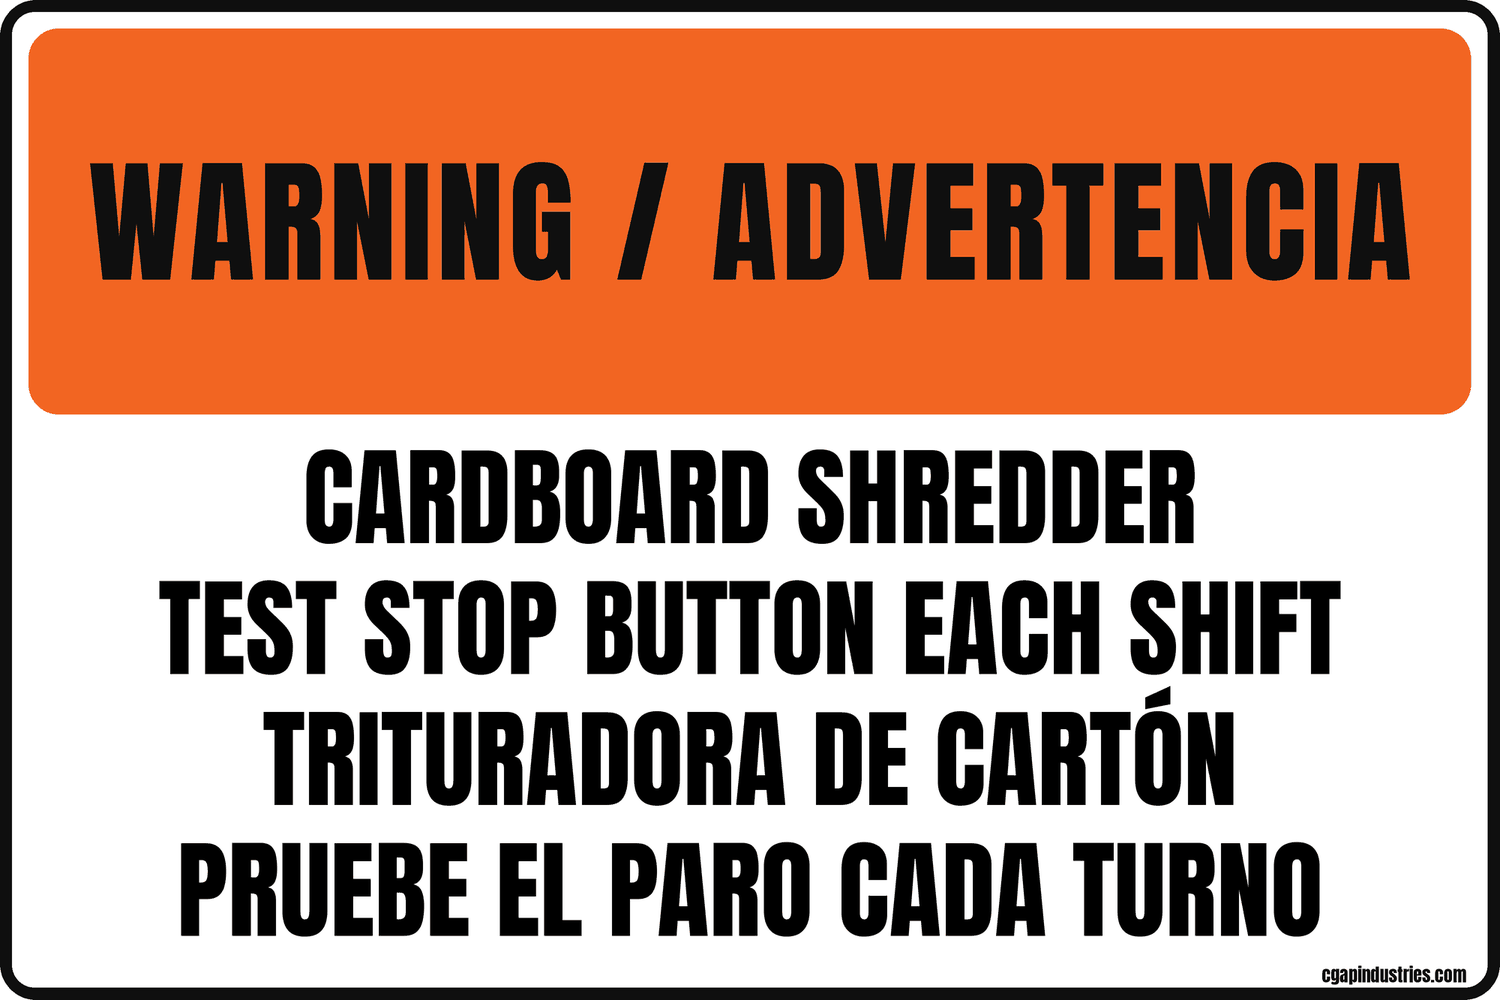 WARNING / ADVERTENCIA
CARDBOARD SHREDDER
TEST STOP BUTTON EACH SHIFT
TRITURADORA DE CARTÓN
PRUEBE EL PARO CADA TURNO
cgapindustries.com